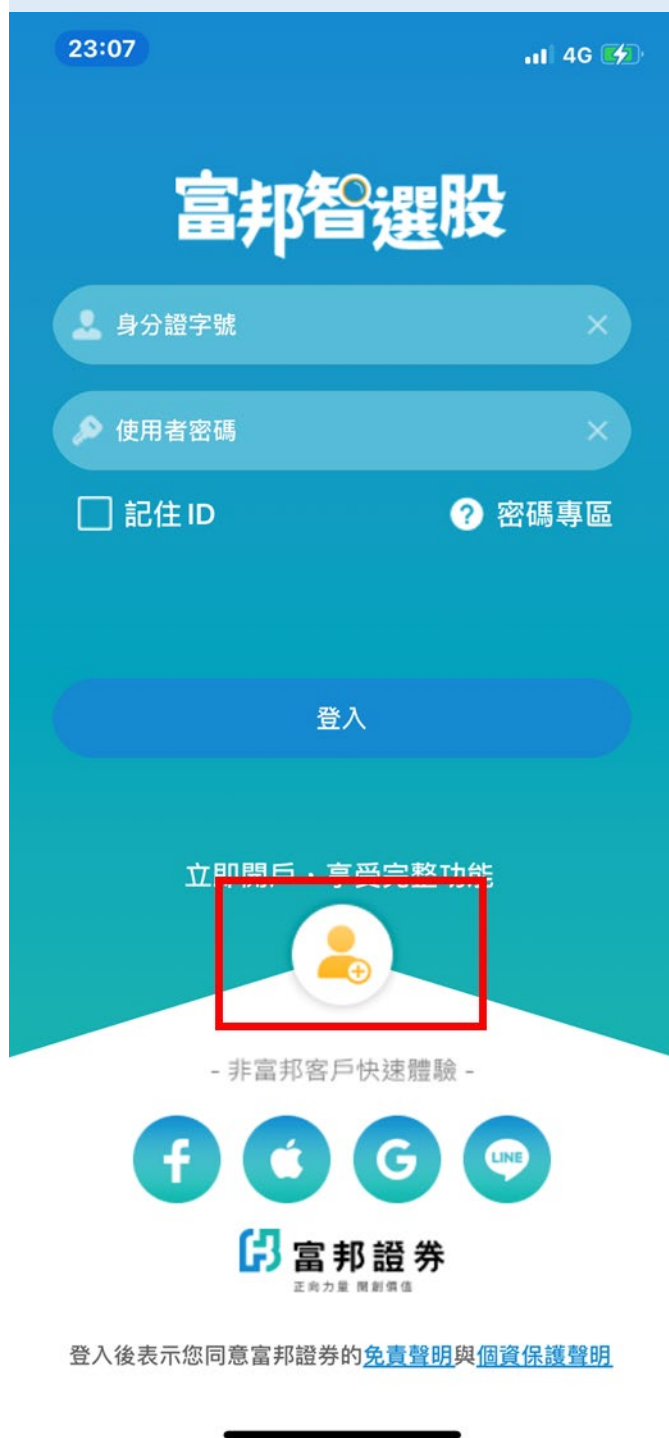 23:07
4G
富邦智選股
身分證字號
使用者密碼
記住 ID
密碼專區
登入
立即開戶，享受完整功能
- 非富邦客戶快速體驗 -
LINE
富邦證券
正向力量 開創價值
登入後表示您同意富邦證券的免責聲明與個資保護聲明